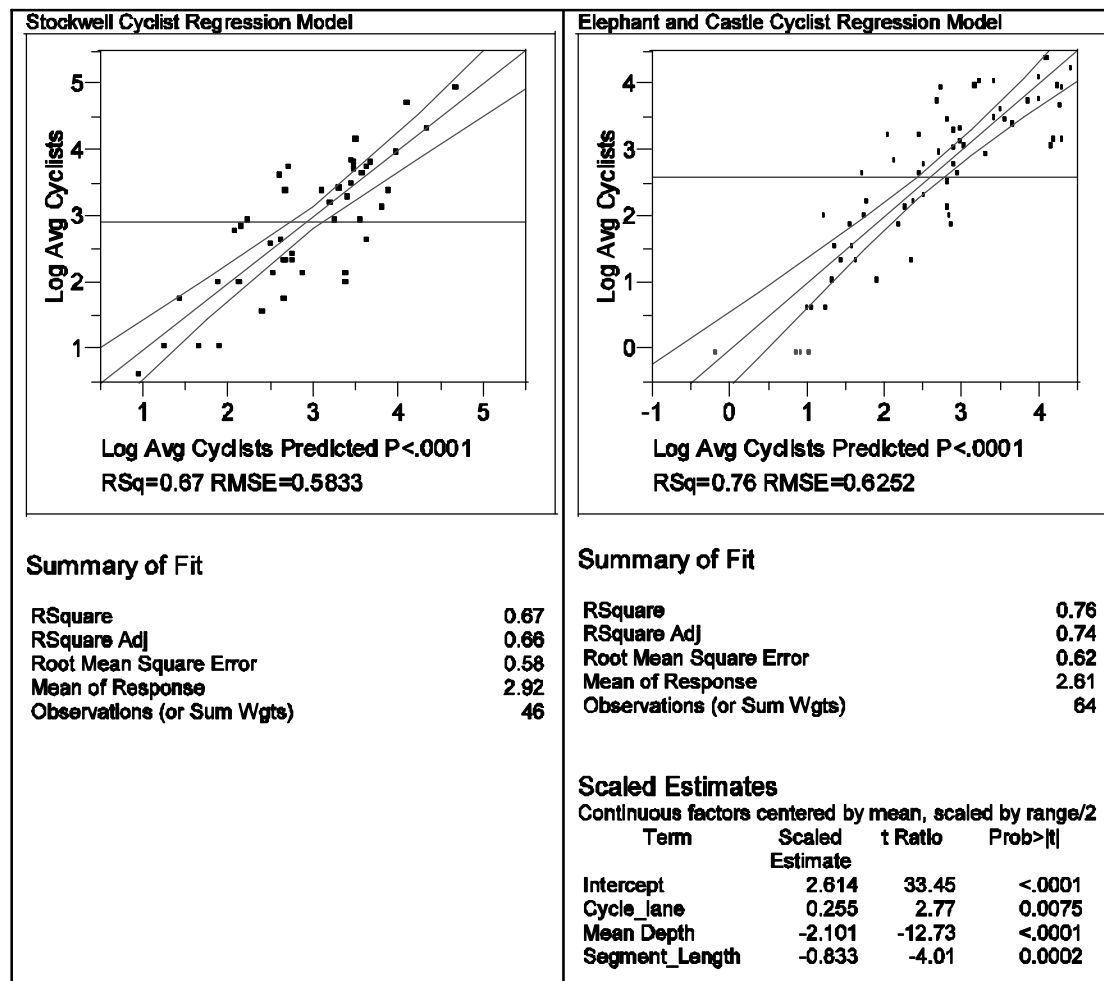 Stockwell Cyclist Regression Model
Log Avg Cyclists
5
4
3
2
1
1 2 3 4 5
Log Avg Cyclists Predicted P<.0001
RSq=0.67 RMSE=0.5833
Summary of Fit
RSquare 0.67
RSquare Adj 0.66
Root Mean Square Error 0.58
Mean of Response 2.92
Observations (or Sum Wgts) 46
Elephant and Castle Cyclist Regression Model
Log Avg Cyclists
4
3
2
1
0
-1 0 1 2 3 4
Log Avg Cyclists Predicted P<.0001
RSq=0.76 RMSE=0.6252
Summary of Fit
RSquare 0.76
RSquare Adj 0.74
Root Mean Square Error 0.62
Mean of Response 2.61
Observations (or Sum Wgts) 64
Scaled Estimates
Continuous factors centered by mean, scaled by range/2
Term Scaled t Ratio Prob>|t|
Estimate
Intercept 2.614 33.45 <.0001
Cycle_lane 0.255 2.77 0.0075
Mean Depth -2.101 -12.73 <.0001
Segment_Length -0.833 -4.01 0.0002